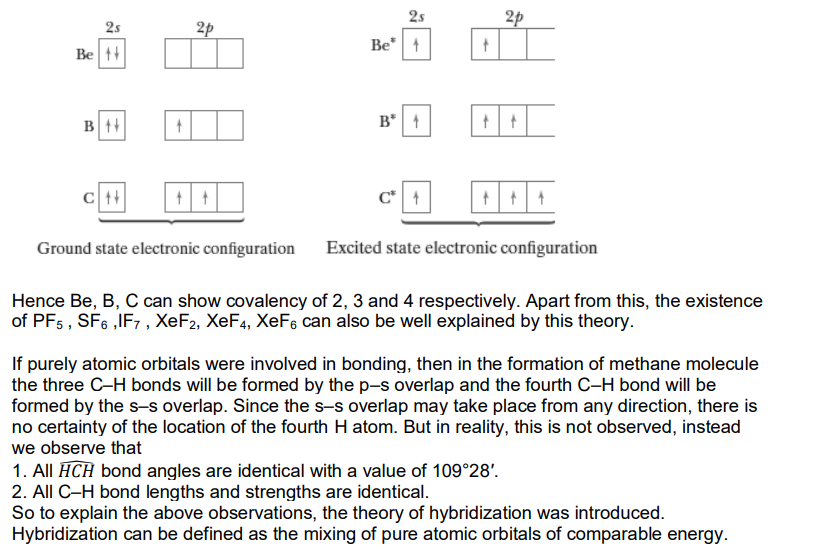 2s 2p 2s 2p
Be Be*
B B*
C C*
Ground state electronic configuration Excited state electronic configuration
Hence Be, B, C can show covalency of 2, 3 and 4 respectively. Apart from this, the existence
of PF₅ , SF₆ ,IF₇ , XeF₂, XeF₄, XeF₆ can also be well explained by this theory.
If purely atomic orbitals were involved in bonding, then in the formation of methane molecule
the three C–H bonds will be formed by the p–s overlap and the fourth C–H bond will be
formed by the s–s overlap. Since the s–s overlap may take place from any direction, there is
no certainty of the location of the fourth H atom. But in reality, this is not observed, instead
we observe that
1. All HCH bond angles are identical with a value of 109°28′.
2. All C–H bond lengths and strengths are identical.
So to explain the above observations, the theory of hybridization was introduced.
Hybridization can be defined as the mixing of pure atomic orbitals of comparable energy.